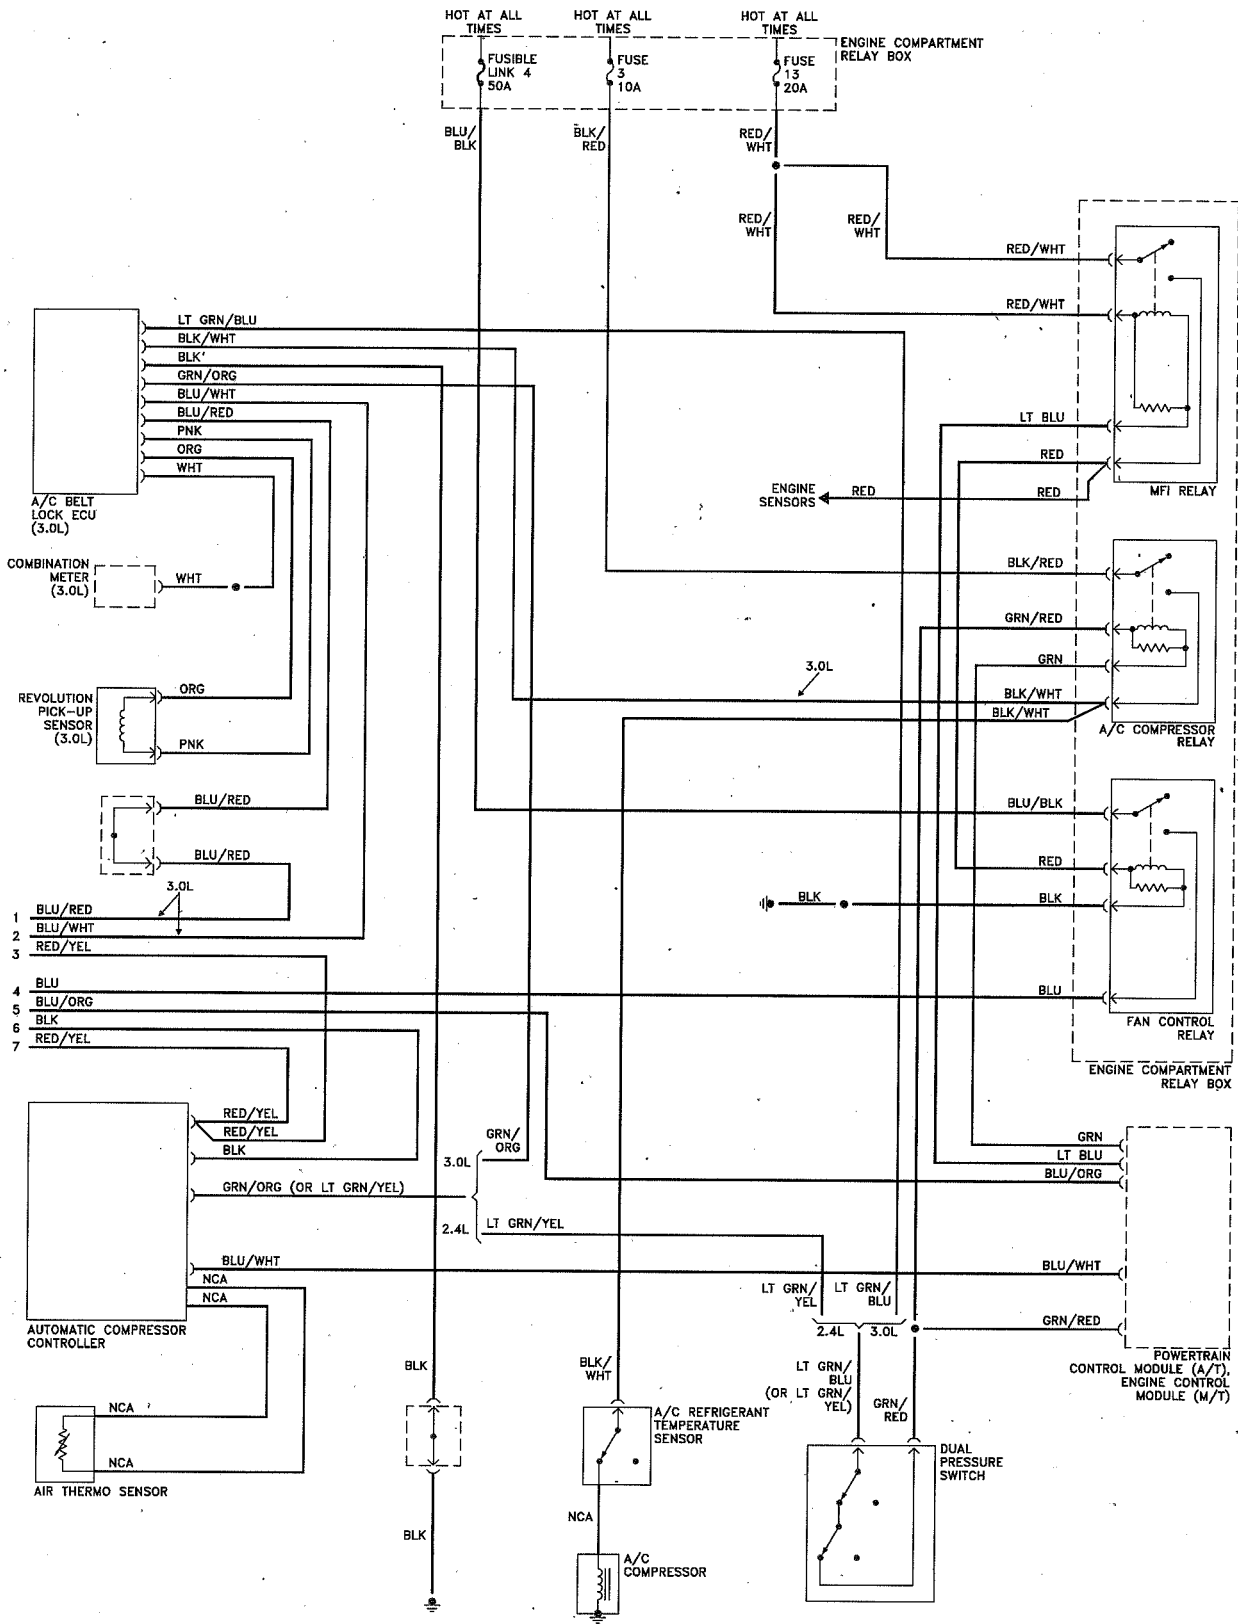 HOT AT ALL
TIMES
HOT AT ALL
TIMES
HOT AT ALL
TIMES
ENGINE COMPARTMENT
RELAY BOX
FUSIBLE
LINK 4
50A
FUSE
3
10A
FUSE
13
20A
BLU/
BLK
BLK/
RED
RED/
WHT
RED/
WHT
RED/
WHT
RED/WHT
RED/WHT
LT BLU
RED
RED
RED
ENGINE
SENSORS
MFI RELAY
LT GRN/BLU
BLK/WHT
BLK
GRN/ORG
BLU/WHT
BLU/RED
PNK
ORG
WHT
A/C BELT
LOCK ECU
(3.0L)
COMBINATION
METER
(3.0L)
WHT
REVOLUTION
PICK-UP
SENSOR
(3.0L)
ORG
PNK
BLU/RED
BLU/RED
3.0L
BLK/RED
GRN/RED
GRN
3.0L
BLK/WHT
BLK/WHT
A/C COMPRESSOR
RELAY
BLU/BLK
RED
BLK
BLK
BLU
FAN CONTROL
RELAY
ENGINE COMPARTMENT
RELAY BOX
1 BLU/RED
2 BLU/WHT
3 RED/YEL
4 BLU
5 BLU/ORG
6 BLK
7 RED/YEL
RED/YEL
RED/YEL
BLK
GRN/ORG (OR LT GRN/YEL)
BLU/WHT
NCA
NCA
AUTOMATIC COMPRESSOR
CONTROLLER
GRN/
ORG
3.0L
2.4L
LT GRN/YEL
GRN
LT BLU
BLU/ORG
BLU/WHT
GRN/RED
POWERTRAIN
CONTROL MODULE (A/T),
ENGINE CONTROL
MODULE (M/T)
LT GRN/
YEL
LT GRN/
BLU
2.4L
3.0L
LT GRN/
BLU
(OR LT GRN/
YEL)
GRN/
RED
DUAL
PRESSURE
SWITCH
NCA
NCA
AIR THERMO SENSOR
BLK
BLK
BLK/
WHT
A/C REFRIGERANT
TEMPERATURE
SENSOR
NCA
A/C
COMPRESSOR